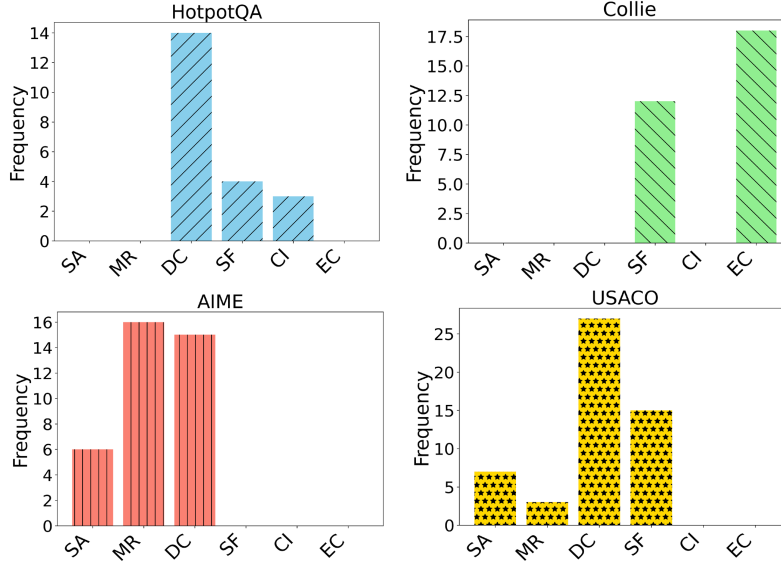 HotpotQA
Frequency
14
12
10
8
6
4
2
0
SA
MR
DC
SF
CI
EC
Collie
Frequency
17.5
15.0
12.5
10.0
7.5
5.0
2.5
0.0
SA
MR
DC
SF
CI
EC
AIME
Frequency
16
14
12
10
8
6
4
2
0
SA
MR
DC
SF
CI
EC
USACO
Frequency
25
20
15
10
5
0
SA
MR
DC
SF
CI
EC